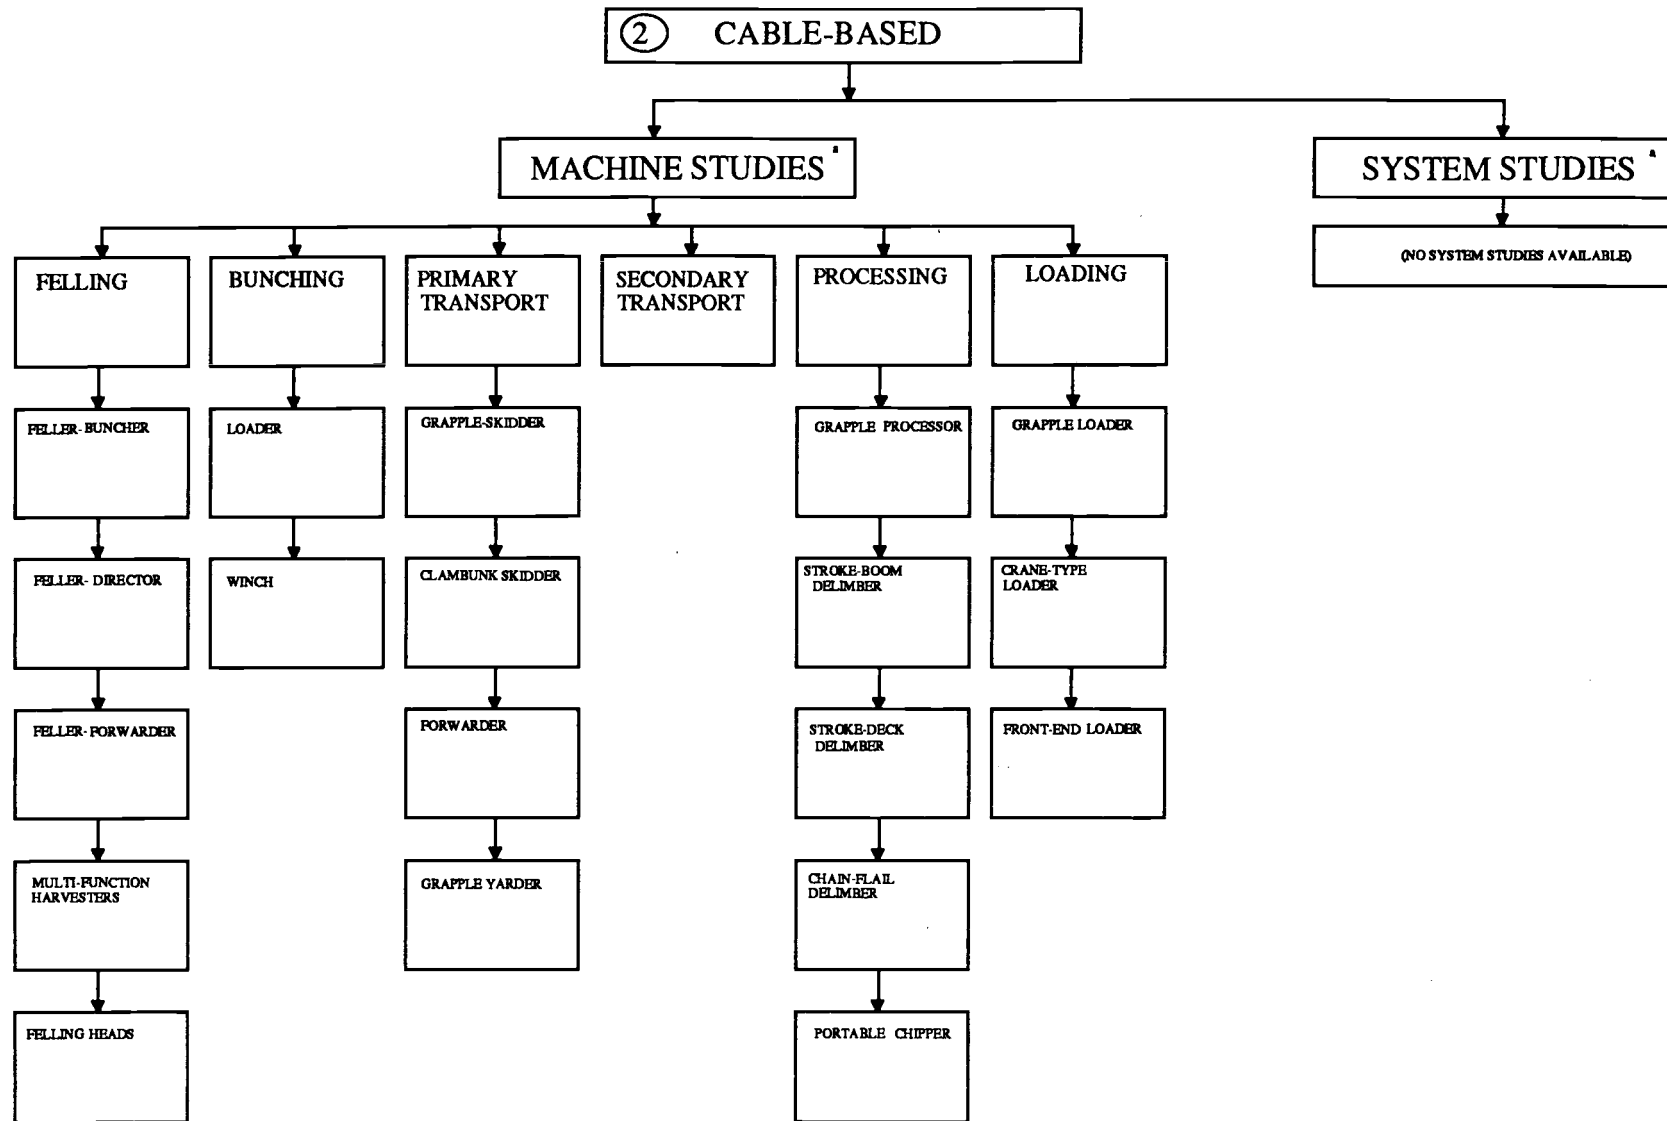 2 CABLE-BASED
MACHINE STUDIES a
SYSTEM STUDIES a
(NO SYSTEM STUDIES AVAILABLE)
FELLING
BUNCHING
PRIMARY
TRANSPORT
SECONDARY
TRANSPORT
PROCESSING
LOADING
FELLER-BUNCHER
LOADER
GRAPPLE-SKIDDER
GRAPPLE PROCESSOR
GRAPPLE LOADER
FELLER- DIRECTOR
WINCH
CLAMBUNK SKIDDER
STROKE-BOOM
DELIMBER
CRANE-TYPE
LOADER
FELLER-FORWARDER
FORWARDER
STROKE-DECK
DELIMBER
FRONT-END LOADER
MULTI-FUNCTION
HARVESTERS
GRAPPLE YARDER
CHAIN-FLAIL
DELIMBER
FELLING HEADS
PORTABLE CHIPPER